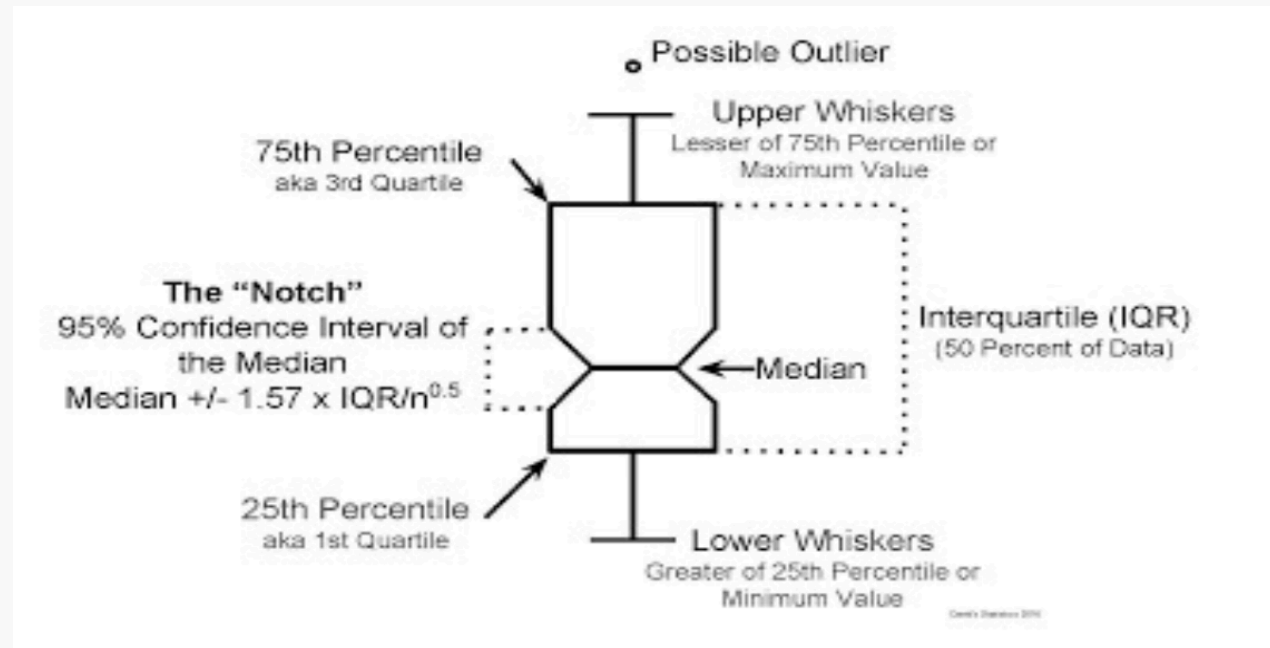 Possible Outlier
Upper Whiskers
Lesser of 75th Percentile or
Maximum Value
75th Percentile
aka 3rd Quartile
The “Notch”
95% Confidence Interval of
the Median
Median +/- 1.57 x IQR/n^0.5
Interquartile (IQR)
(50 Percent of Data)
Median
25th Percentile
aka 1st Quartile
Lower Whiskers
Greater of 25th Percentile or
Minimum Value